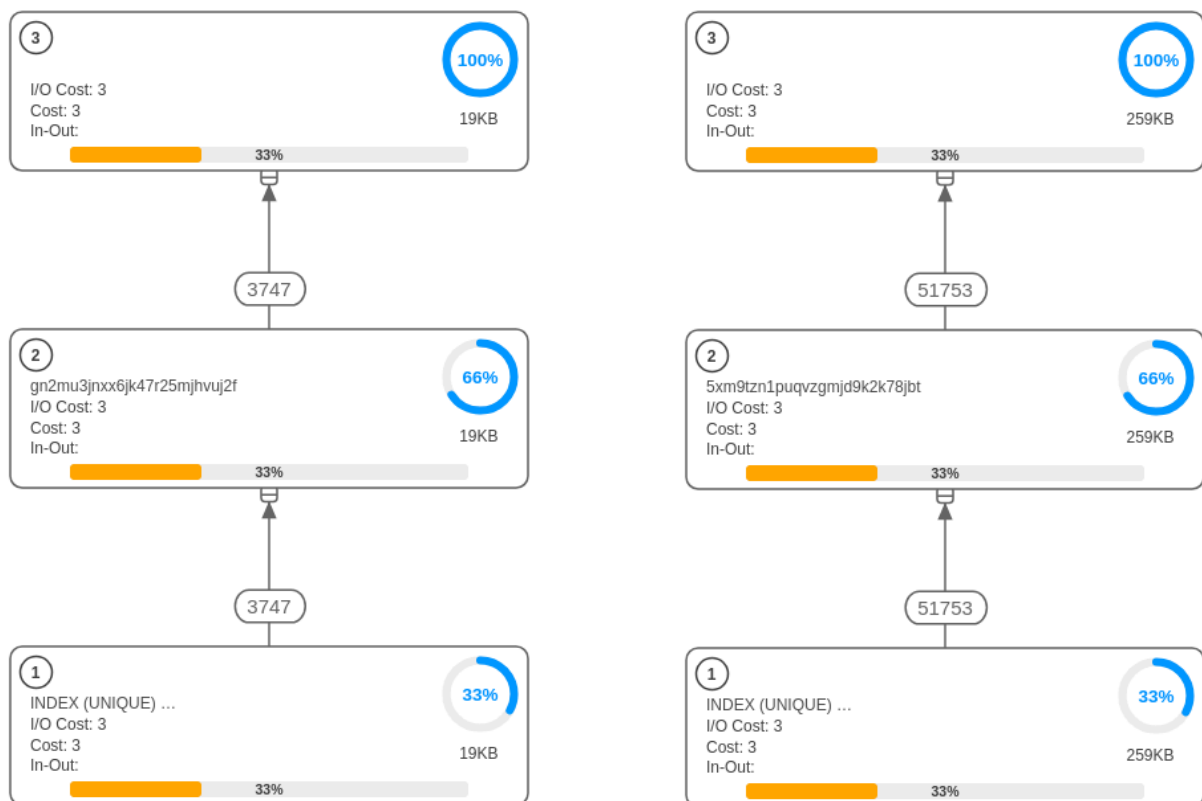 3
100%
I/O Cost: 3
Cost: 3
In-Out:
19KB
33%
3747
2
gn2mu3jnxx6jk47r25mjhvuj2f
66%
I/O Cost: 3
Cost: 3
In-Out:
19KB
33%
3747
1
INDEX (UNIQUE) …
33%
I/O Cost: 3
Cost: 3
In-Out:
19KB
33%
3
100%
I/O Cost: 3
Cost: 3
In-Out:
259KB
33%
51753
2
5xm9tzn1puqvzgmjd9k2k78jbt
66%
I/O Cost: 3
Cost: 3
In-Out:
259KB
33%
51753
1
INDEX (UNIQUE) …
33%
I/O Cost: 3
Cost: 3
In-Out:
259KB
33%